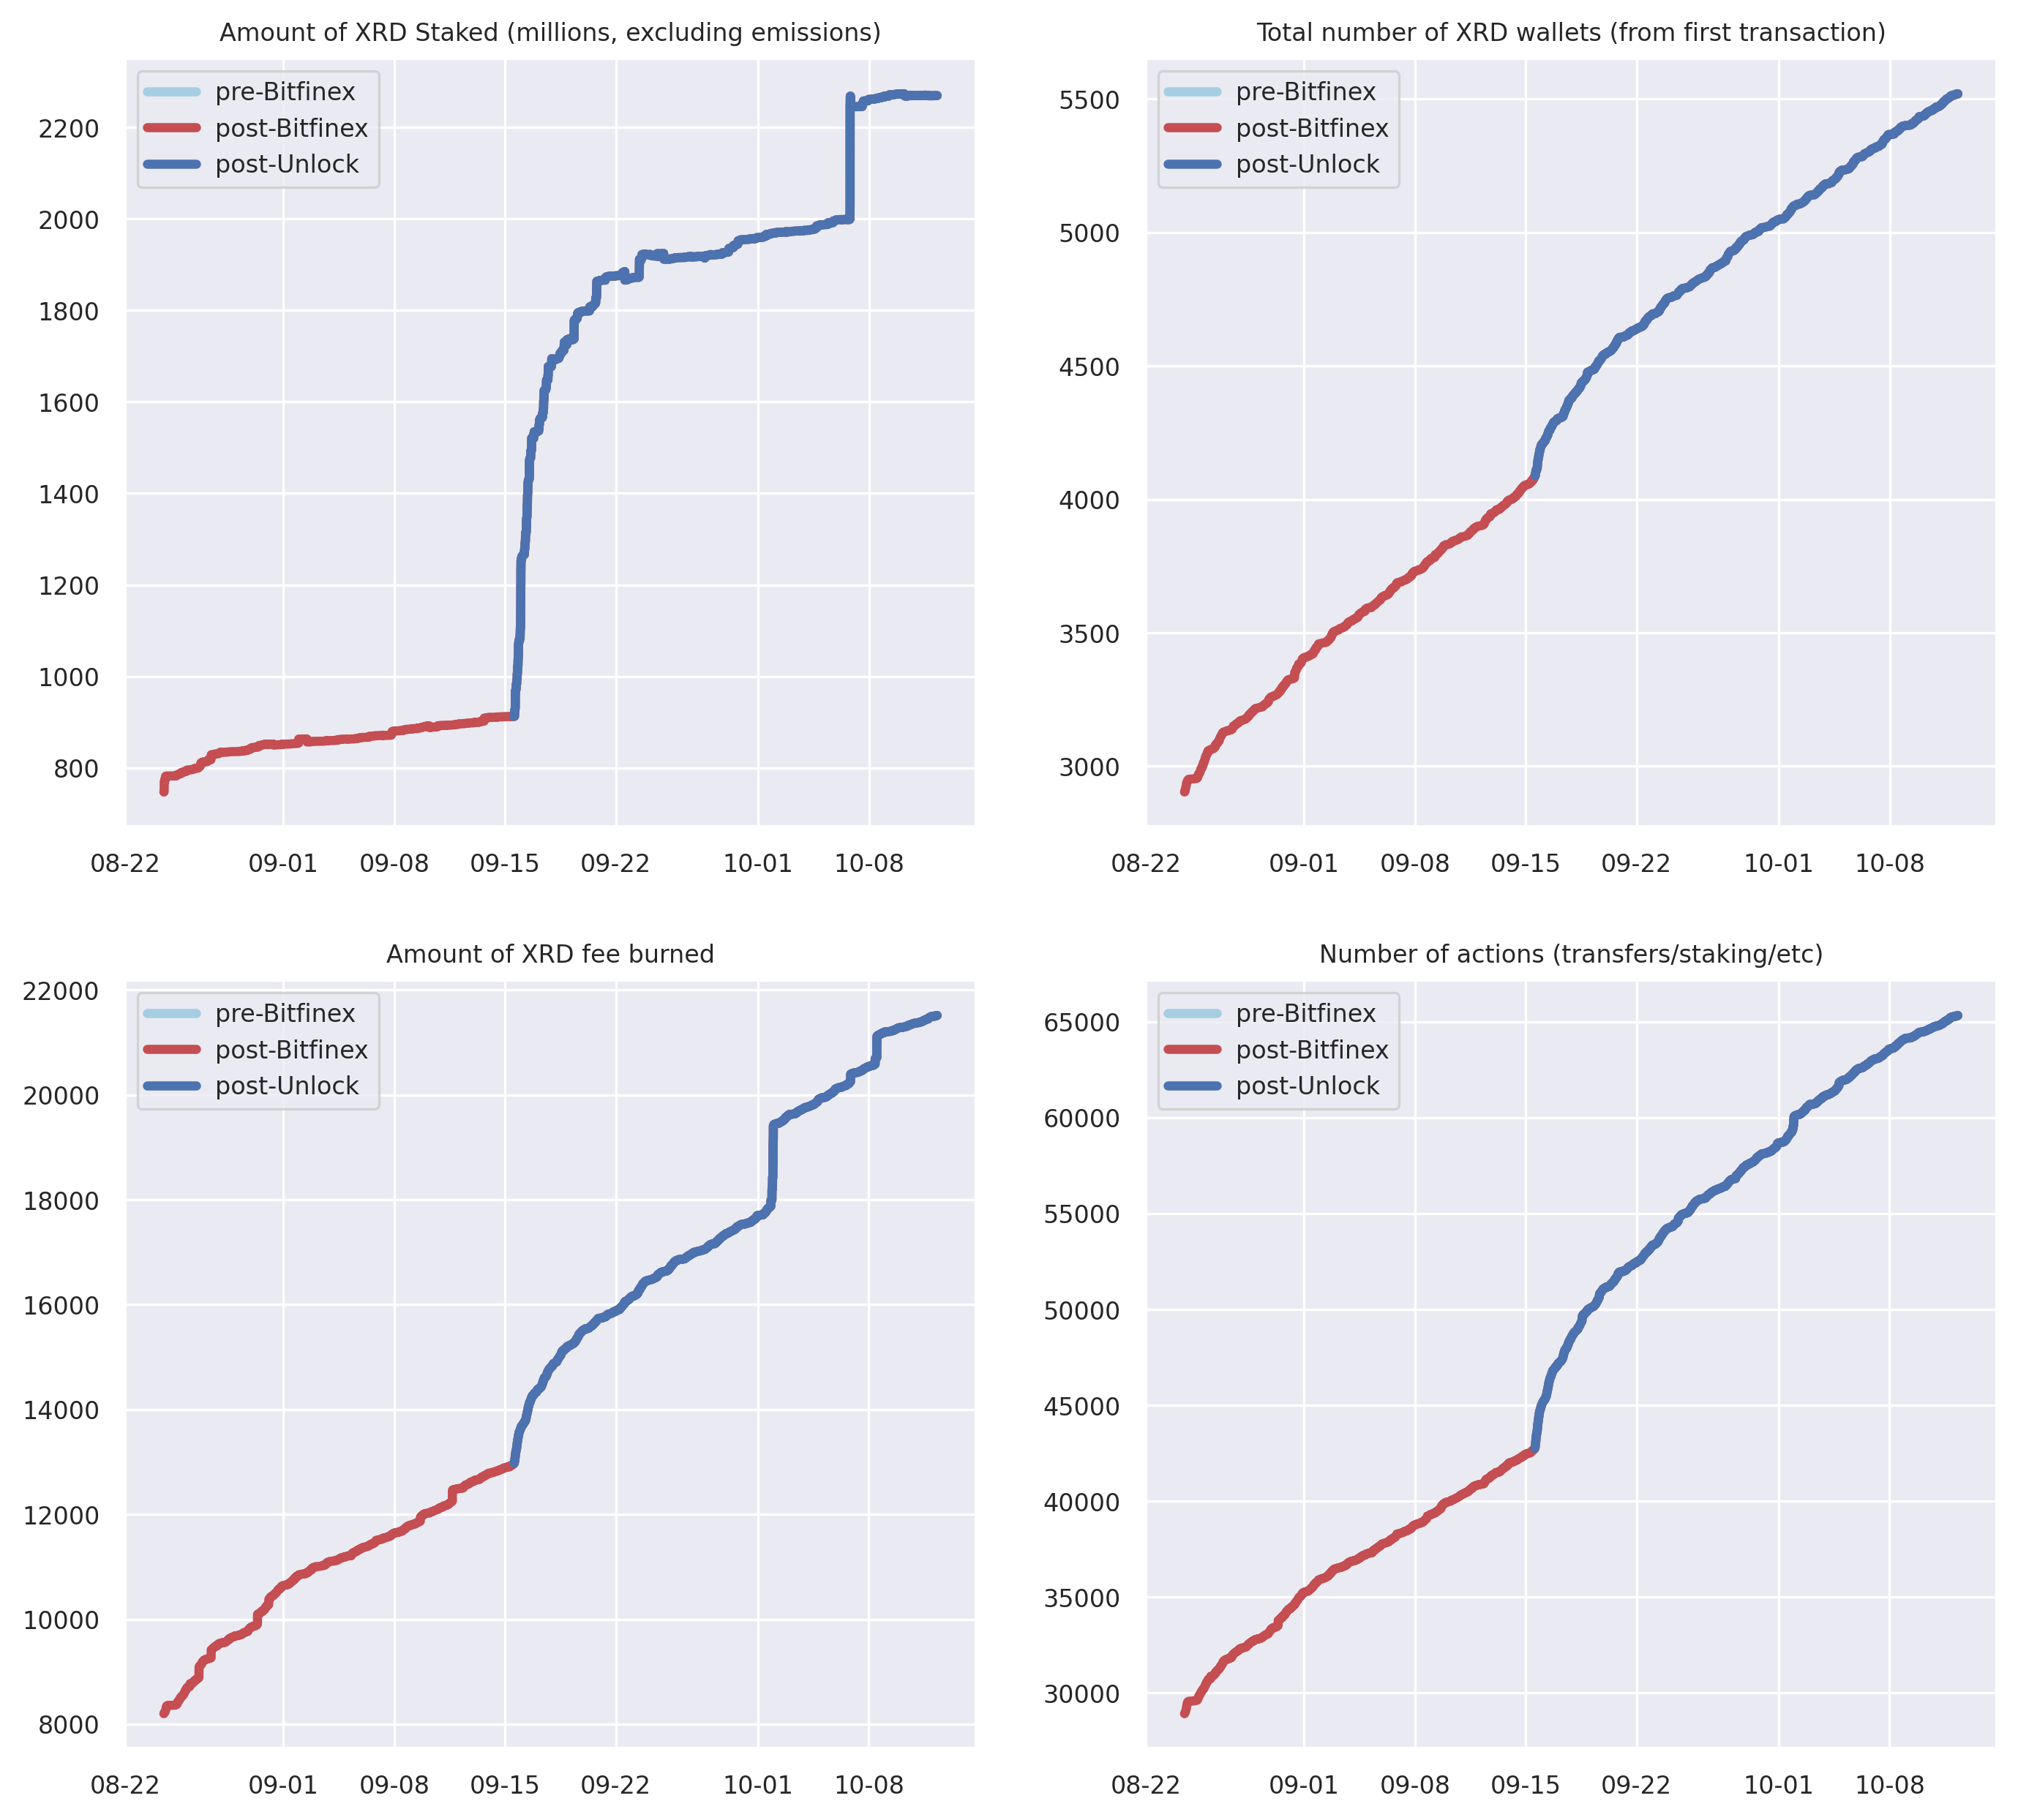 Amount of XRD Staked (millions, excluding emissions)
pre-Bitfinex
post-Bitfinex
post-Unlock
2200
2000
1800
1600
1400
1200
1000
800
08-22 09-01 09-08 09-15 09-22 10-01 10-08
Total number of XRD wallets (from first transaction)
pre-Bitfinex
post-Bitfinex
post-Unlock
5500
5000
4500
4000
3500
3000
08-22 09-01 09-08 09-15 09-22 10-01 10-08
Amount of XRD fee burned
pre-Bitfinex
post-Bitfinex
post-Unlock
22000
20000
18000
16000
14000
12000
10000
8000
08-22 09-01 09-08 09-15 09-22 10-01 10-08
Number of actions (transfers/staking/etc)
pre-Bitfinex
post-Bitfinex
post-Unlock
65000
60000
55000
50000
45000
40000
35000
30000
08-22 09-01 09-08 09-15 09-22 10-01 10-08